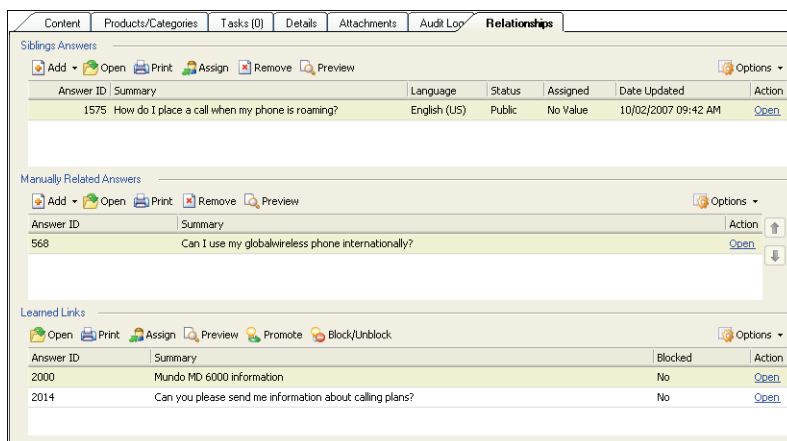 Content Products/Categories Tasks (0) Details Attachments Audit Log Relationships
Siblings Answers
Add Open Print Assign Remove Preview Options
Answer ID Summary Language Status Assigned Date Updated Action
1575 How do I place a call when my phone is roaming? English (US) Public No Value 10/02/2007 09:42 AM Open
Manually Related Answers
Add Open Print Remove Preview Options
Answer ID Summary Action
568 Can I use my globalwireless phone internationally? Open
Learned Links
Open Print Assign Preview Promote Block/Unblock Options
Answer ID Summary Blocked Action
2000 Mundo MD 6000 information No Open
2014 Can you please send me information about calling plans? No Open